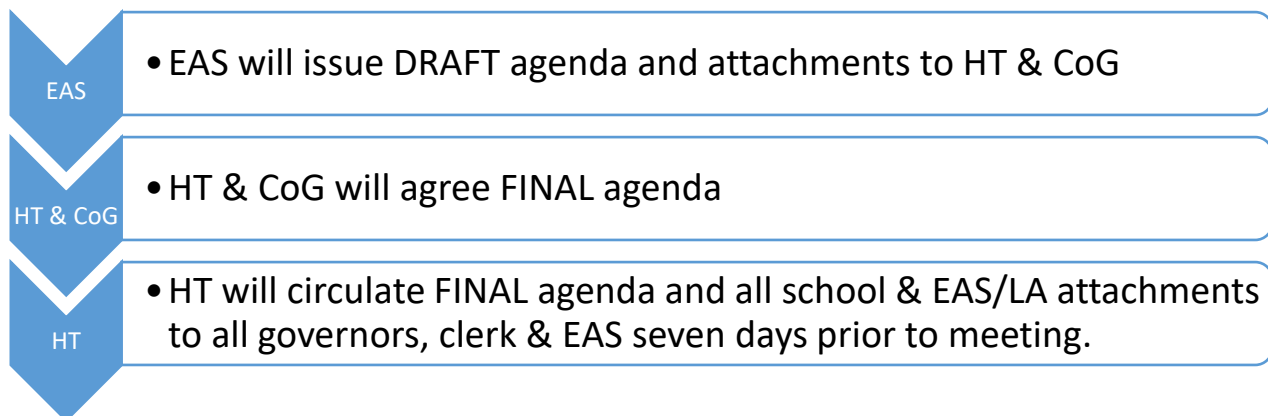 EAS
•EAS will issue DRAFT agenda and attachments to HT & CoG
HT & CoG
•HT & CoG will agree FINAL agenda
HT
•HT will circulate FINAL agenda and all school & EAS/LA attachments
to all governors, clerk & EAS seven days prior to meeting.